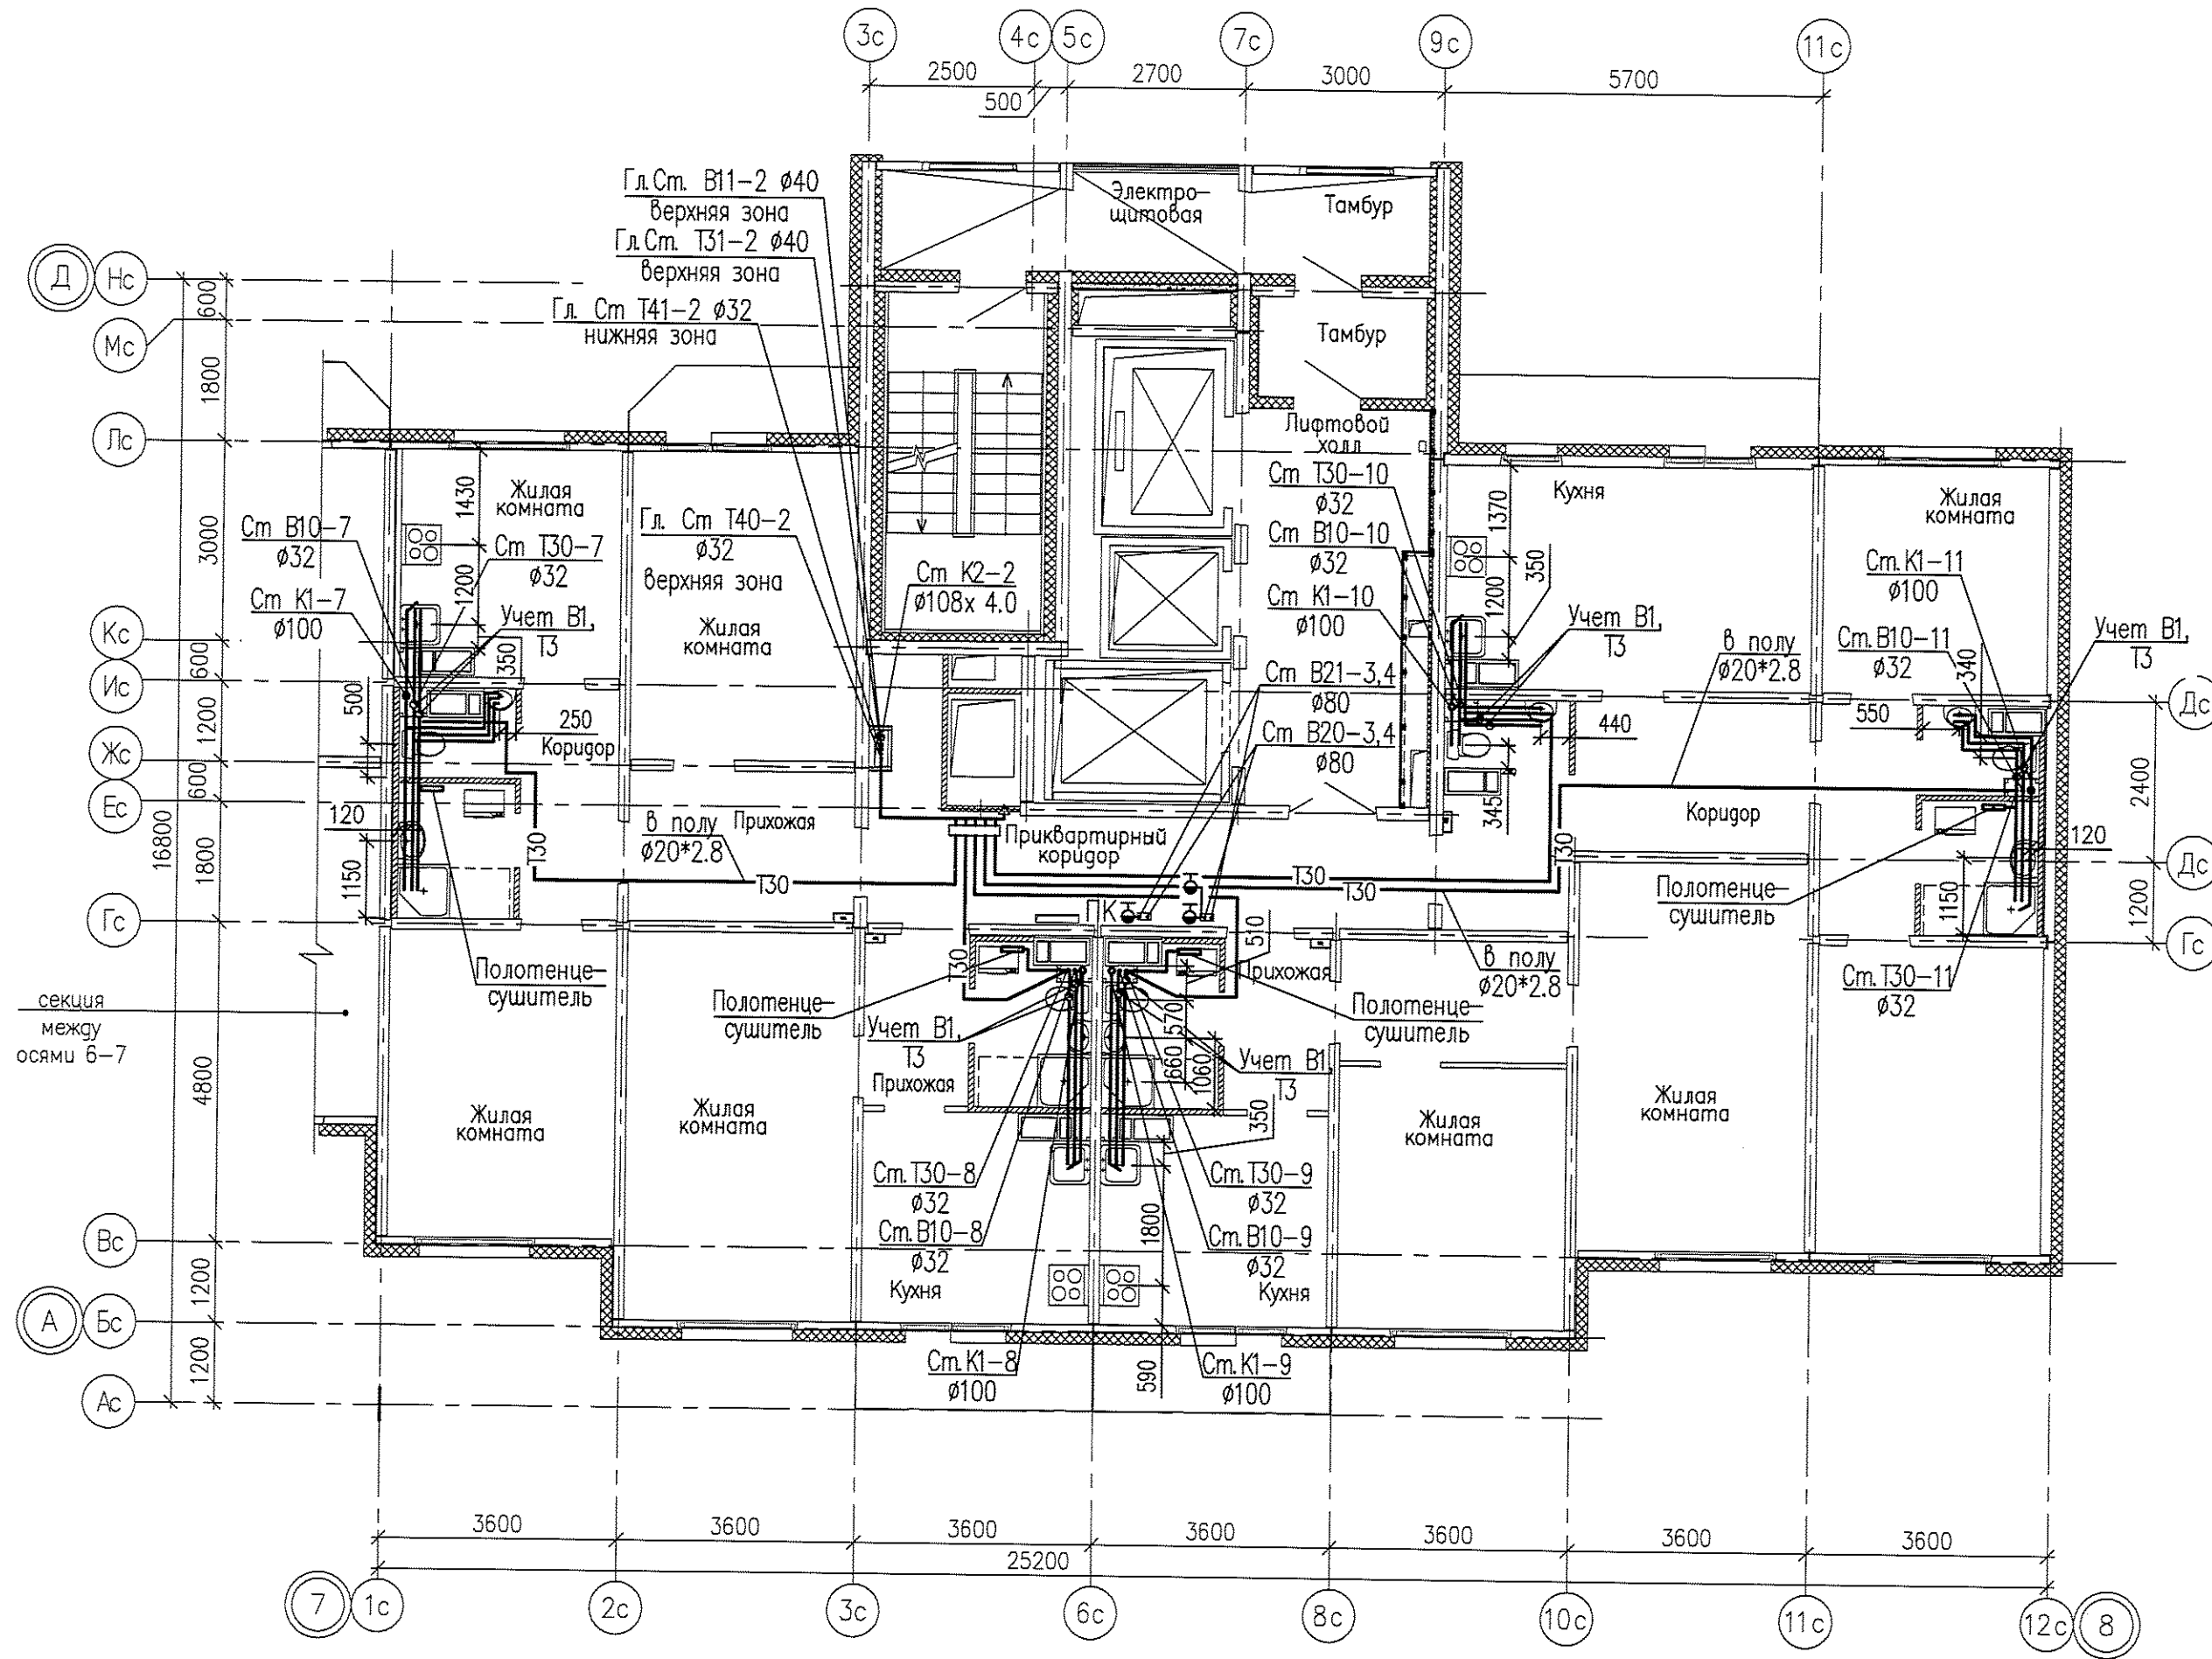 3с
4с
5с
7с
9с
11с
2500
500
2700
3000
5700
Гл.Ст. В11-2 ø40
верхняя зона
Гл.Ст. Т31-2 ø40
верхняя зона
Гл. Ст Т41-2 ø32
нижняя зона
Электро-
щитовая
Тамбур
Тамбур
Лифтовой
холл
Д
Нс
Мс
Лс
Кс
Ис
Жс
Ес
Гс
Вс
А
Бс
Ас
600
1800
3000
600
1200
600
1800
4800
1200
1200
16800
Ст В10-7
ø32
Ст К1-7
ø100
1430
Жилая
комната
Ст Т30-7
ø32
1200
Учет В1,
Т3
350
500
250
Коридор
120
1150
Т30
Гл. Ст Т40-2
ø32
верхняя зона
Жилая
комната
Ст К2-2
ø108х 4.0
Прихожая
в полу
ø20*2.8
Т30
Приквартирный
коридор
Ст Т30-10
ø32
Ст В10-10
ø32
Ст К1-10
ø100
Ст В21-3,4
ø80
Ст В20-3,4
ø80
Кухня
1370
1200
350
Учет В1,
Т3
440
345
в полу
ø20*2.8
Жилая
комната
Ст.К1-11
ø100
Ст.В10-11
ø32
340
Учет В1,
Т3
550
Коридор
Т30
Т30
Т30
120
1150
Полотенце-
сушитель
Ст.Т30-11
ø32
Дс
Дс
Гс
2400
1200
К
Т30
510
Прихожая
в полу
ø20*2.8
Полотенце-
сушитель
Полотенце-
сушитель
Полотенце-
сушитель
Учет В1,
Т3
Прихожая
570
660
1060
Учет В1,
Т3
350
секция
между
осями 6-7
Жилая
комната
Жилая
комната
Жилая
комната
Жилая
комната
Ст.Т30-8
ø32
Ст.В10-8
ø32
Кухня
Ст.К1-8
ø100
Ст.Т30-9
ø32
Ст.В10-9
ø32
Кухня
Ст.К1-9
ø100
1800
590
3600
3600
3600
3600
3600
3600
3600
25200
7
1с
2с
3с
6с
8с
10с
11с
12с
8